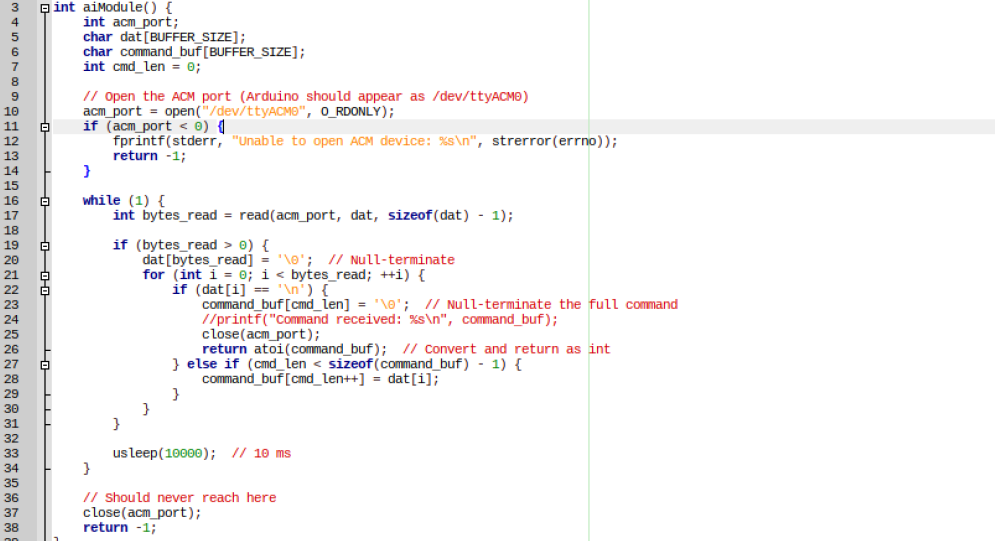 3 int aiModule() {
4 int acm_port;
5 char dat[BUFFER_SIZE];
6 char command_buf[BUFFER_SIZE];
7 int cmd_len = 0;
8
9 // Open the ACM port (Arduino should appear as /dev/ttyACM0)
10 acm_port = open("/dev/ttyACM0", O_RDONLY);
11 if (acm_port < 0) {
12 fprintf(stderr, "Unable to open ACM device: %s\n", strerror(errno));
13 return -1;
14 }
15
16 while (1) {
17 int bytes_read = read(acm_port, dat, sizeof(dat) - 1);
18
19 if (bytes_read > 0) {
20 dat[bytes_read] = '\0'; // Null-terminate
21 for (int i = 0; i < bytes_read; ++i) {
22 if (dat[i] == '\n') {
23 command_buf[cmd_len] = '\0'; // Null-terminate the full command
24 //printf("Command received: %s\n", command_buf);
25 close(acm_port);
26 return atoi(command_buf); // Convert and return as int
27 } else if (cmd_len < sizeof(command_buf) - 1) {
28 command_buf[cmd_len++] = dat[i];
29 }
30 }
31 }
32
33 usleep(10000); // 10 ms
34 }
35
36 // Should never reach here
37 close(acm_port);
38 return -1;